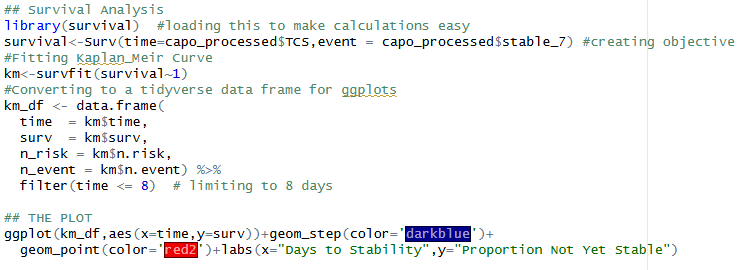 ## Survival Analysis
library(survival)  #loading this to make calculations easy
survival<-Surv(time=capo_processed$TCS,event = capo_processed$stable_7) #creating objective
#Fitting Kaplan_Meir Curve
km<-survfit(survival~1)
#Converting to a tidyverse data frame for ggplots
km_df <- data.frame(
  time  = km$time,
  surv  = km$surv,
  n_risk = km$n.risk,
  n_event = km$n.event) %>%
  filter(time <= 8)  # limiting to 8 days

## THE PLOT
ggplot(km_df,aes(x=time,y=surv))+geom_step(color='darkblue')+
  geom_point(color='red2')+labs(x="Days to Stability",y="Proportion Not Yet Stable")